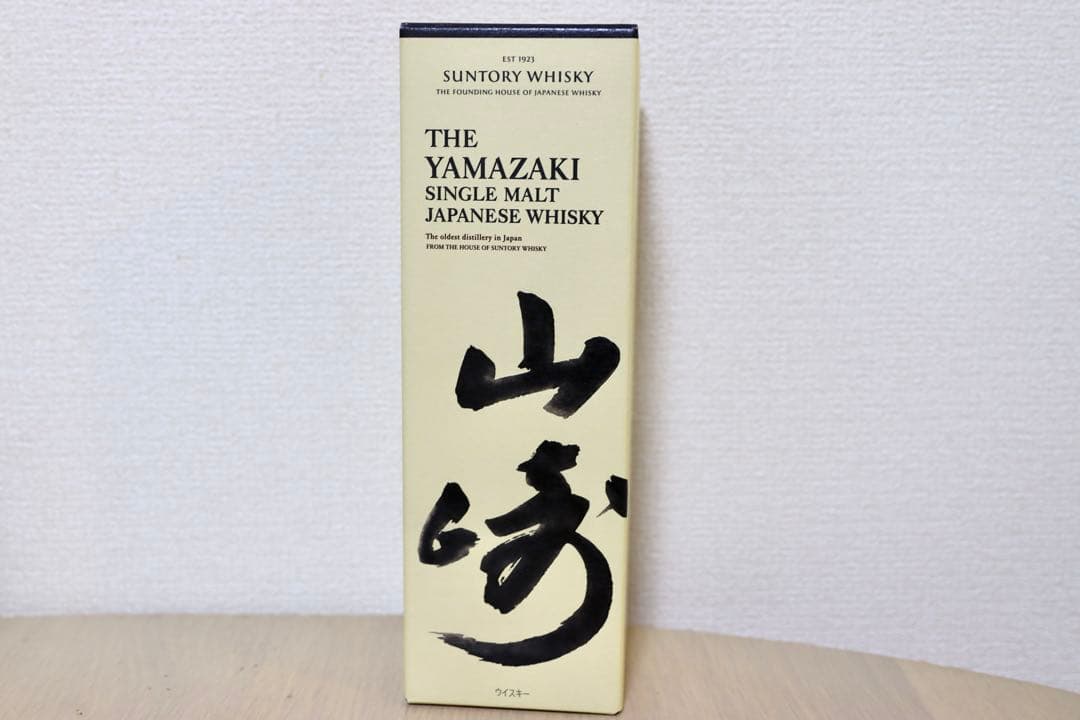 EST 1923
SUNTORY WHISKY
THE FOUNDING HOUSE OF JAPANESE WHISKY
THE
YAMAZAKI
SINGLE MALT
JAPANESE WHISKY
The oldest distillery in Japan
FROM THE HOUSE OF SUNTORY WHISKY
山
崎
ウイスキー